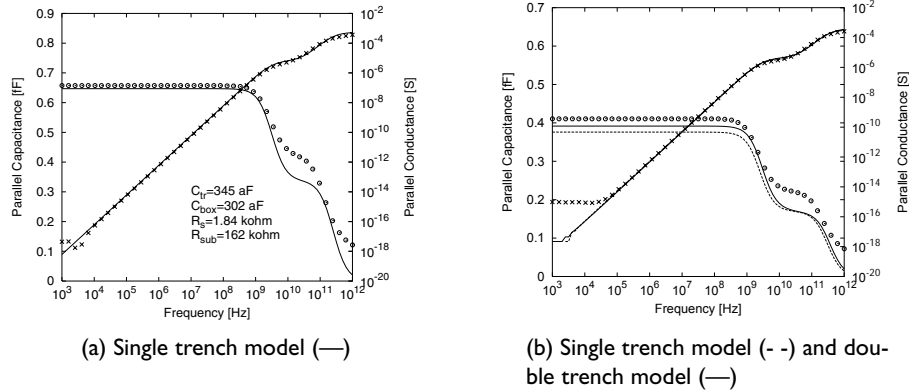 0.9
0.8
0.7
0.6
0.5
0.4
0.3
0.2
0.1
0
Parallel Capacitance [fF]
10^-2
10^-4
10^-6
10^-8
10^-10
10^-12
10^-14
10^-16
10^-18
10^-20
Parallel Conductance [S]
C_tr=345 aF
C_box=302 aF
R_s=1.84 kohm
R_sub=162 kohm
10^3 10^4 10^5 10^6 10^7 10^8 10^9 10^10 10^11 10^12
Frequency [Hz]
(a) Single trench model (—)
0.7
0.6
0.5
0.4
0.3
0.2
0.1
0
Parallel Capacitance [fF]
10^-2
10^-4
10^-6
10^-8
10^-10
10^-12
10^-14
10^-16
10^-18
10^-20
Parallel Conductance [S]
10^3 10^4 10^5 10^6 10^7 10^8 10^9 10^10 10^11 10^12
Frequency [Hz]
(b) Single trench model (- -) and dou-
ble trench model (—)